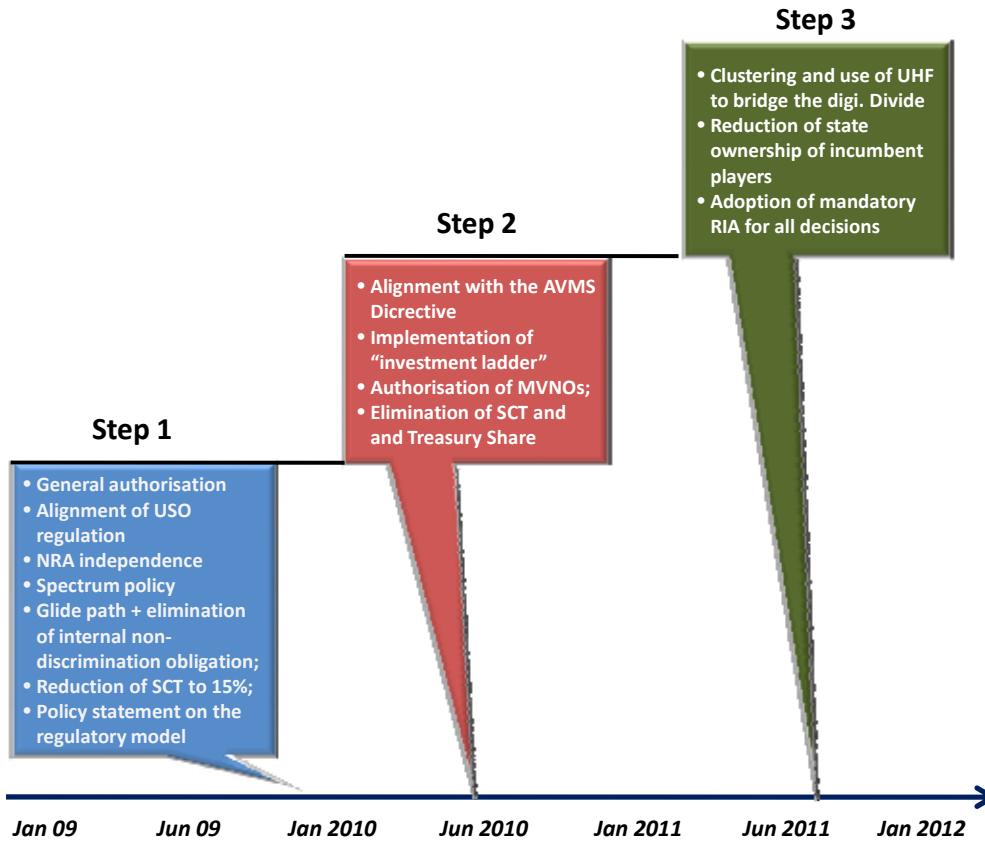 Step 3
• Clustering and use of UHF
to bridge the digi. Divide
• Reduction of state
ownership of incumbent
players
• Adoption of mandatory
RIA for all decisions
Step 2
• Alignment with the AVMS
Dicrective
• Implementation of
“investment ladder”
• Authorisation of MVNOs;
• Elimination of SCT and
and Treasury Share
Step 1
• General authorisation
• Alignment of USO
regulation
• NRA independence
• Spectrum policy
• Glide path + elimination
of internal non-
discrimination obligation;
• Reduction of SCT to 15%;
• Policy statement on the
regulatory model
Jan 09 Jun 09 Jan 2010 Jun 2010 Jan 2011 Jun 2011 Jan 2012